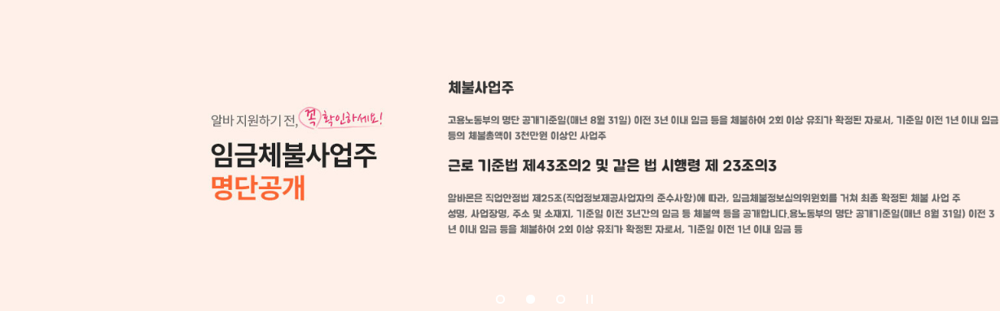 알바 지원하기 전, 꼭 확인하세요!
임금체불사업주
명단공개
체불사업주
고용노동부의 명단 공개기준일(매년 8월 31일) 이전 3년 이내 임금 등을 체불하여 2회 이상 유죄가 확정된 자로서, 기준일 이전 1년 이내 임금
등의 체불총액이 3천만원 이상인 사업주
근로 기준법 제43조의2 및 같은 법 시행령 제 23조의3
알바몬은 직업안정법 제25조(직업정보제공사업자의 준수사항)에 따라, 임금체불정보심의위원회를 거쳐 최종 확정된 체불 사업 주
성명, 사업장명, 주소 및 소재지, 기준일 이전 3년간의 임금 등 체불액 등을 공개합니다.용노동부의 명단 공개기준일(매년 8월 31일) 이전 3
년 이내 임금 등을 체불하여 2회 이상 유죄가 확정된 자로서, 기준일 이전 1년 이내 임금 등